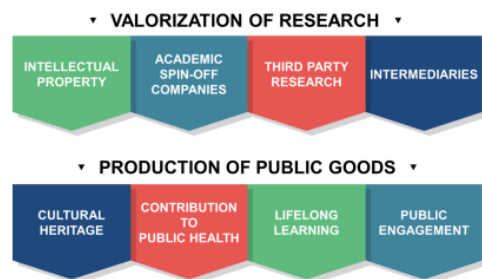 VALORIZATION OF RESEARCH
INTELLECTUAL
PROPERTY
ACADEMIC
SPIN-OFF
COMPANIES
THIRD PARTY
RESEARCH
INTERMEDIARIES
PRODUCTION OF PUBLIC GOODS
CULTURAL
HERITAGE
CONTRIBUTION
TO
PUBLIC HEALTH
LIFELONG
LEARNING
PUBLIC
ENGAGEMENT